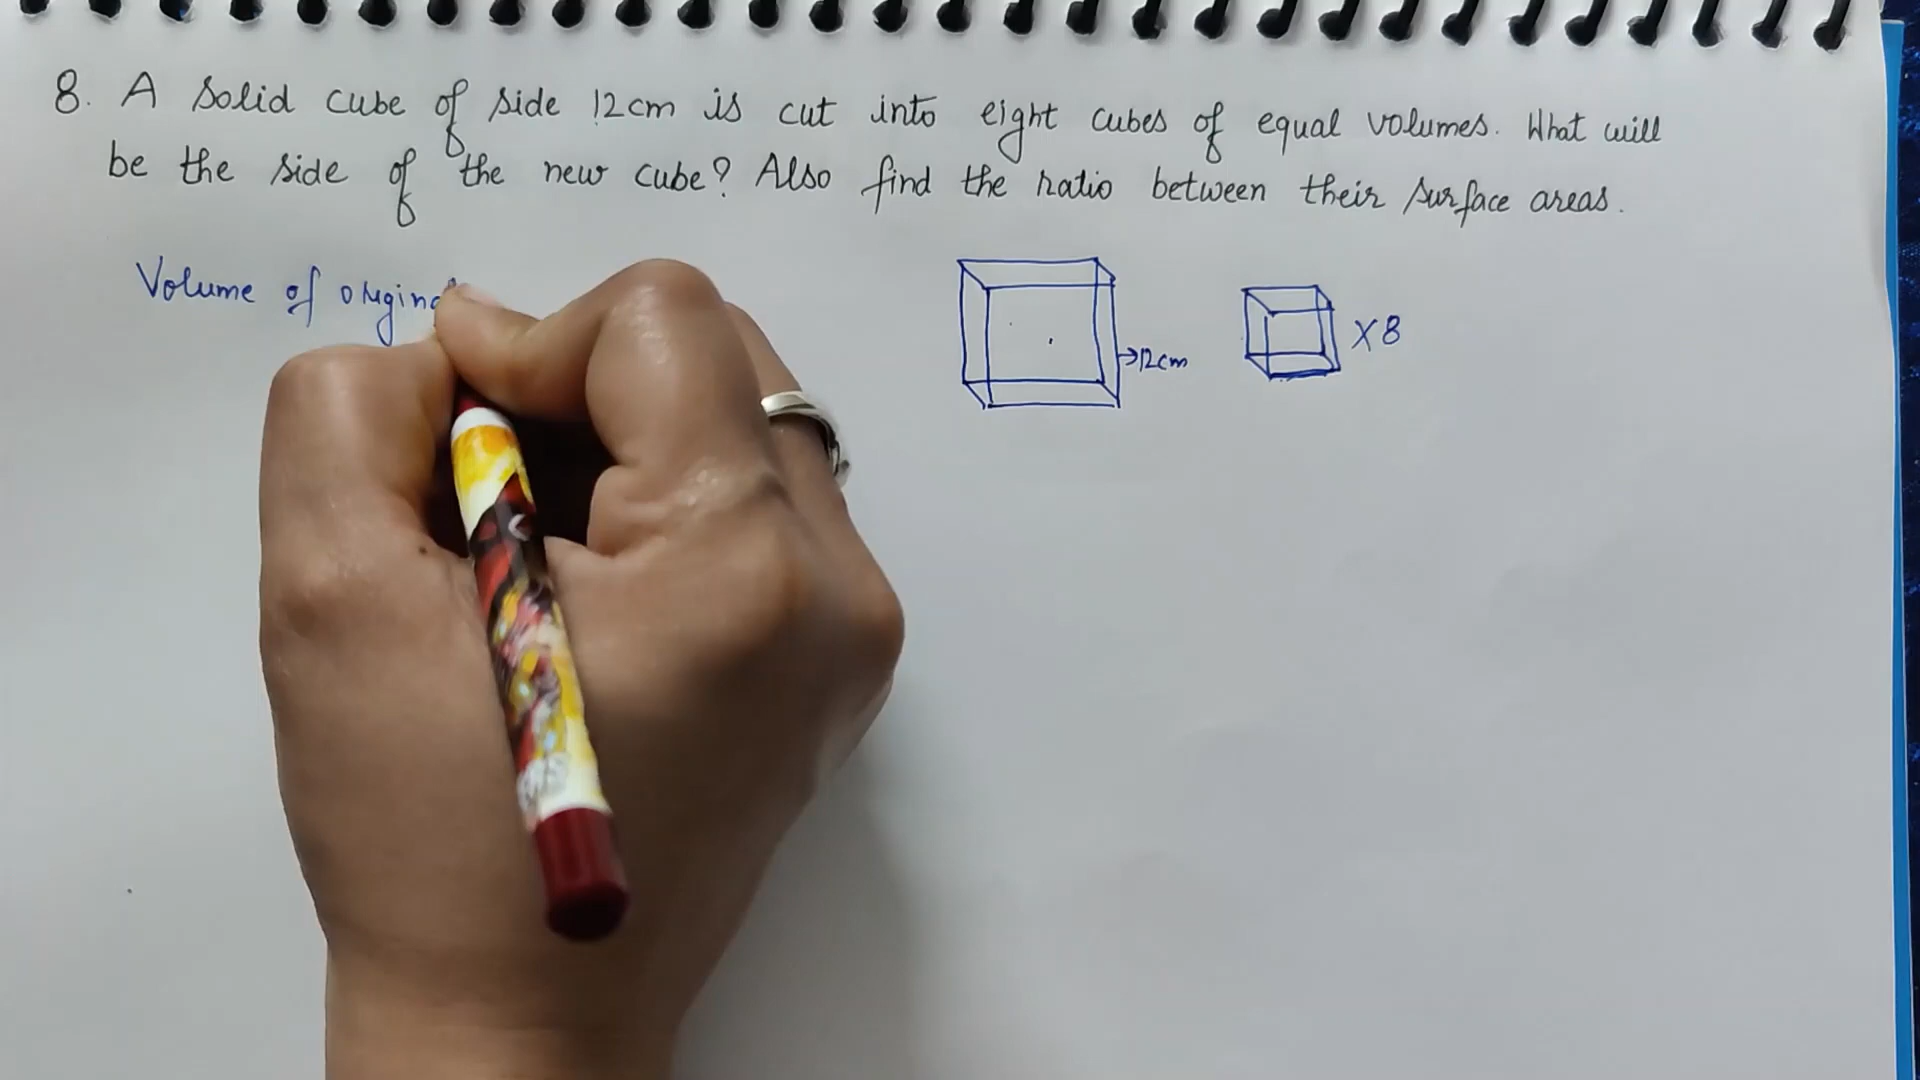 8. A solid cube of side 12cm is cut into eight cubes of equal volumes. What will
be the side of the new cube? Also find the ratio between their surface areas.
Volume of
→12cm
X8